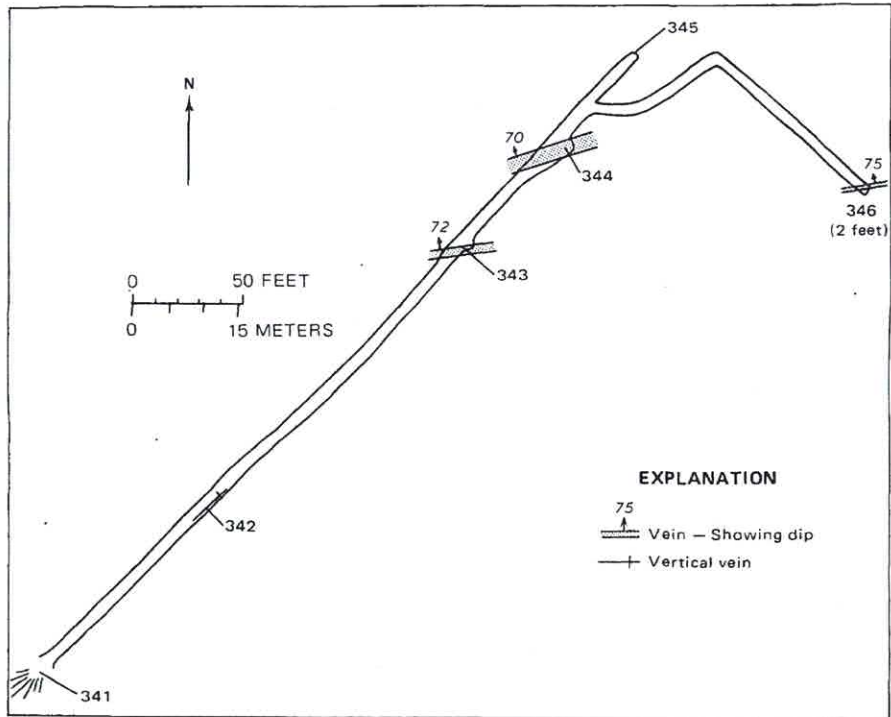 345
N
70
344
75
346
(2 feet)
72
343
0 50 FEET
0 15 METERS
EXPLANATION
75
Vein — Showing dip
Vertical vein
342
341